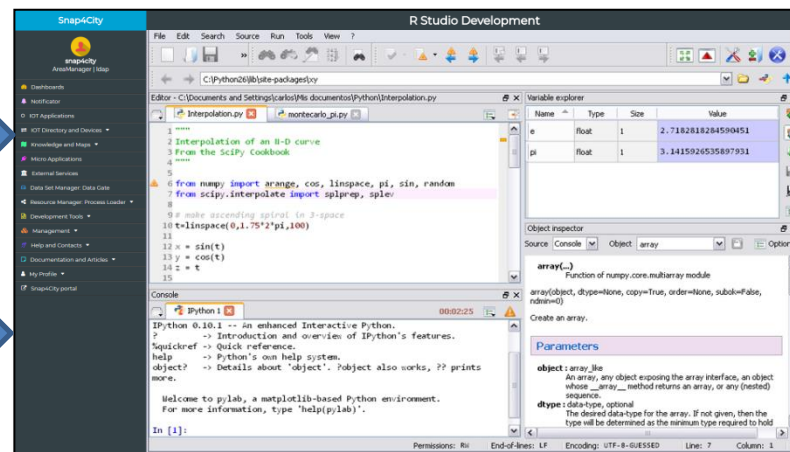 Snap4City
R Studio Development
snap4city
AreaManager | ldap
Dashboards
Notificator
IOT Applications
IOT Directory and Devices
Knowledge and Maps
Micro Applications
External Services
Data Set Manager: Data Gate
Resource Manager: Process Loader
Development Tools
Management
Help and Contacts
Documentation and Articles
My Profile
Snap4City portal
File Edit Search Source Run Tools View ?
C:\Python26\lib\site-packages\xy
Editor - C:\Documents and Settings\carlos\Mis documentos\Python\Interpolation.py
Interpolation.py montecarlo_pi.py
1 """
2 Interpolation of an N-D curve
3 From the SciPy Cookbook
4 """
5
6 from numpy import arange, cos, linspace, pi, sin, random
7 from scipy.interpolate import splprep, splev
8
9 # make ascending spiral in 3-space
10 t=linspace(0,1.75*2*pi,100)
11
12 x = sin(t)
13 y = cos(t)
14 z = t
15
Console
IPython 1 00:02:25
IPython 0.10.1 -- An enhanced Interactive Python.
? -> Introduction and overview of IPython's features.
%quickref -> Quick reference.
help -> Python's own help system.
object? -> Details about 'object'. ?object also works, ?? prints
more.
Welcome to pylab, a matplotlib-based Python environment.
For more information, type 'help(pylab)'.
In [1]:
Variable explorer
Name Type Size Value
e float 1 2.7182818284590451
pi float 1 3.1415926535897931
Object inspector
Source Console Object array Option
array(...)
Function of numpy.core.multiarray module
array(object, dtype=None, copy=True, order=None, subok=False,
ndmin=0)
Create an array.
Parameters
object : array_like
An array, any object exposing the array interface, an object
whose __array__ method returns an array, or any (nested)
sequence.
dtype : data-type, optional
The desired data-type for the array. If not given, then the
type will be determined as the minimum type required to hold
Permissions: RW End-of-lines: LF Encoding: UTF-8-GUESSED Line: 7 Column: 1